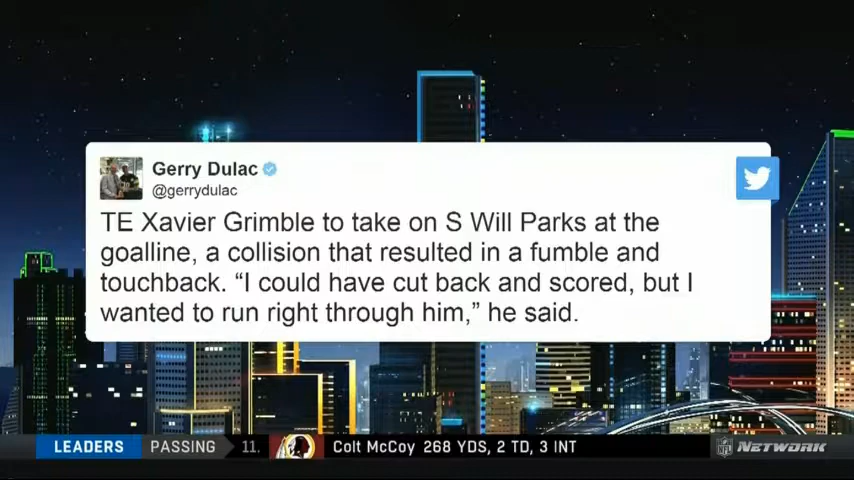 Gerry Dulac
@gerrydulac
TE Xavier Grimble to take on S Will Parks at the
goalline, a collision that resulted in a fumble and
touchback. “I could have cut back and scored, but I
wanted to run right through him,” he said.
LEADERS PASSING 11. Colt McCoy 268 YDS, 2 TD, 3 INT NFL NETWORK